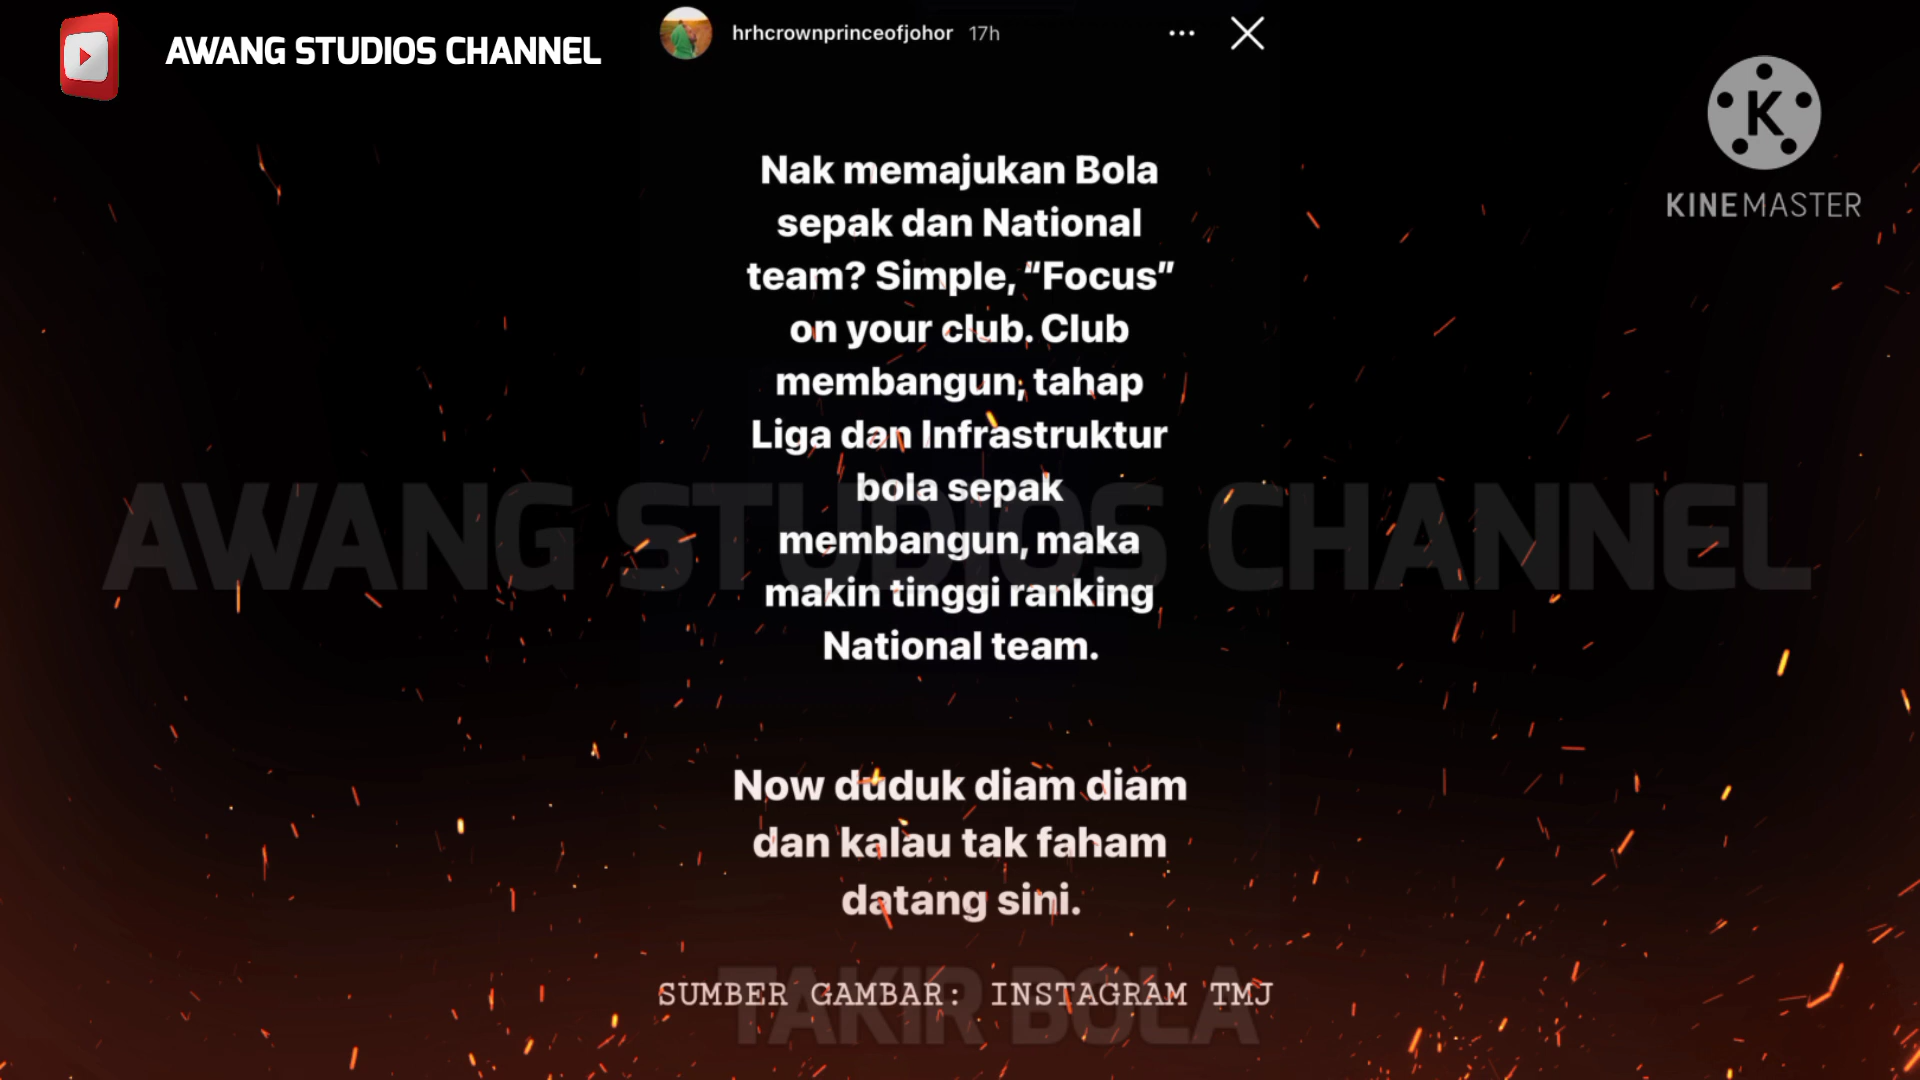 AWANG STUDIOS CHANNEL
hrhcrownprinceofjohor 17h
K
KINEMASTER
Nak memajukan Bola
sepak dan National
team? Simple, “Focus”
on your club. Club
membangun, tahap
Liga dan Infrastruktur
bola sepak
membangun, maka
makin tinggi ranking
National team.
AWANG STUDIOS CHANNEL
Now duduk diam diam
dan kalau tak faham
datang sini.
SUMBER GAMBAR: INSTAGRAM TMJ
TAKIR BOLA